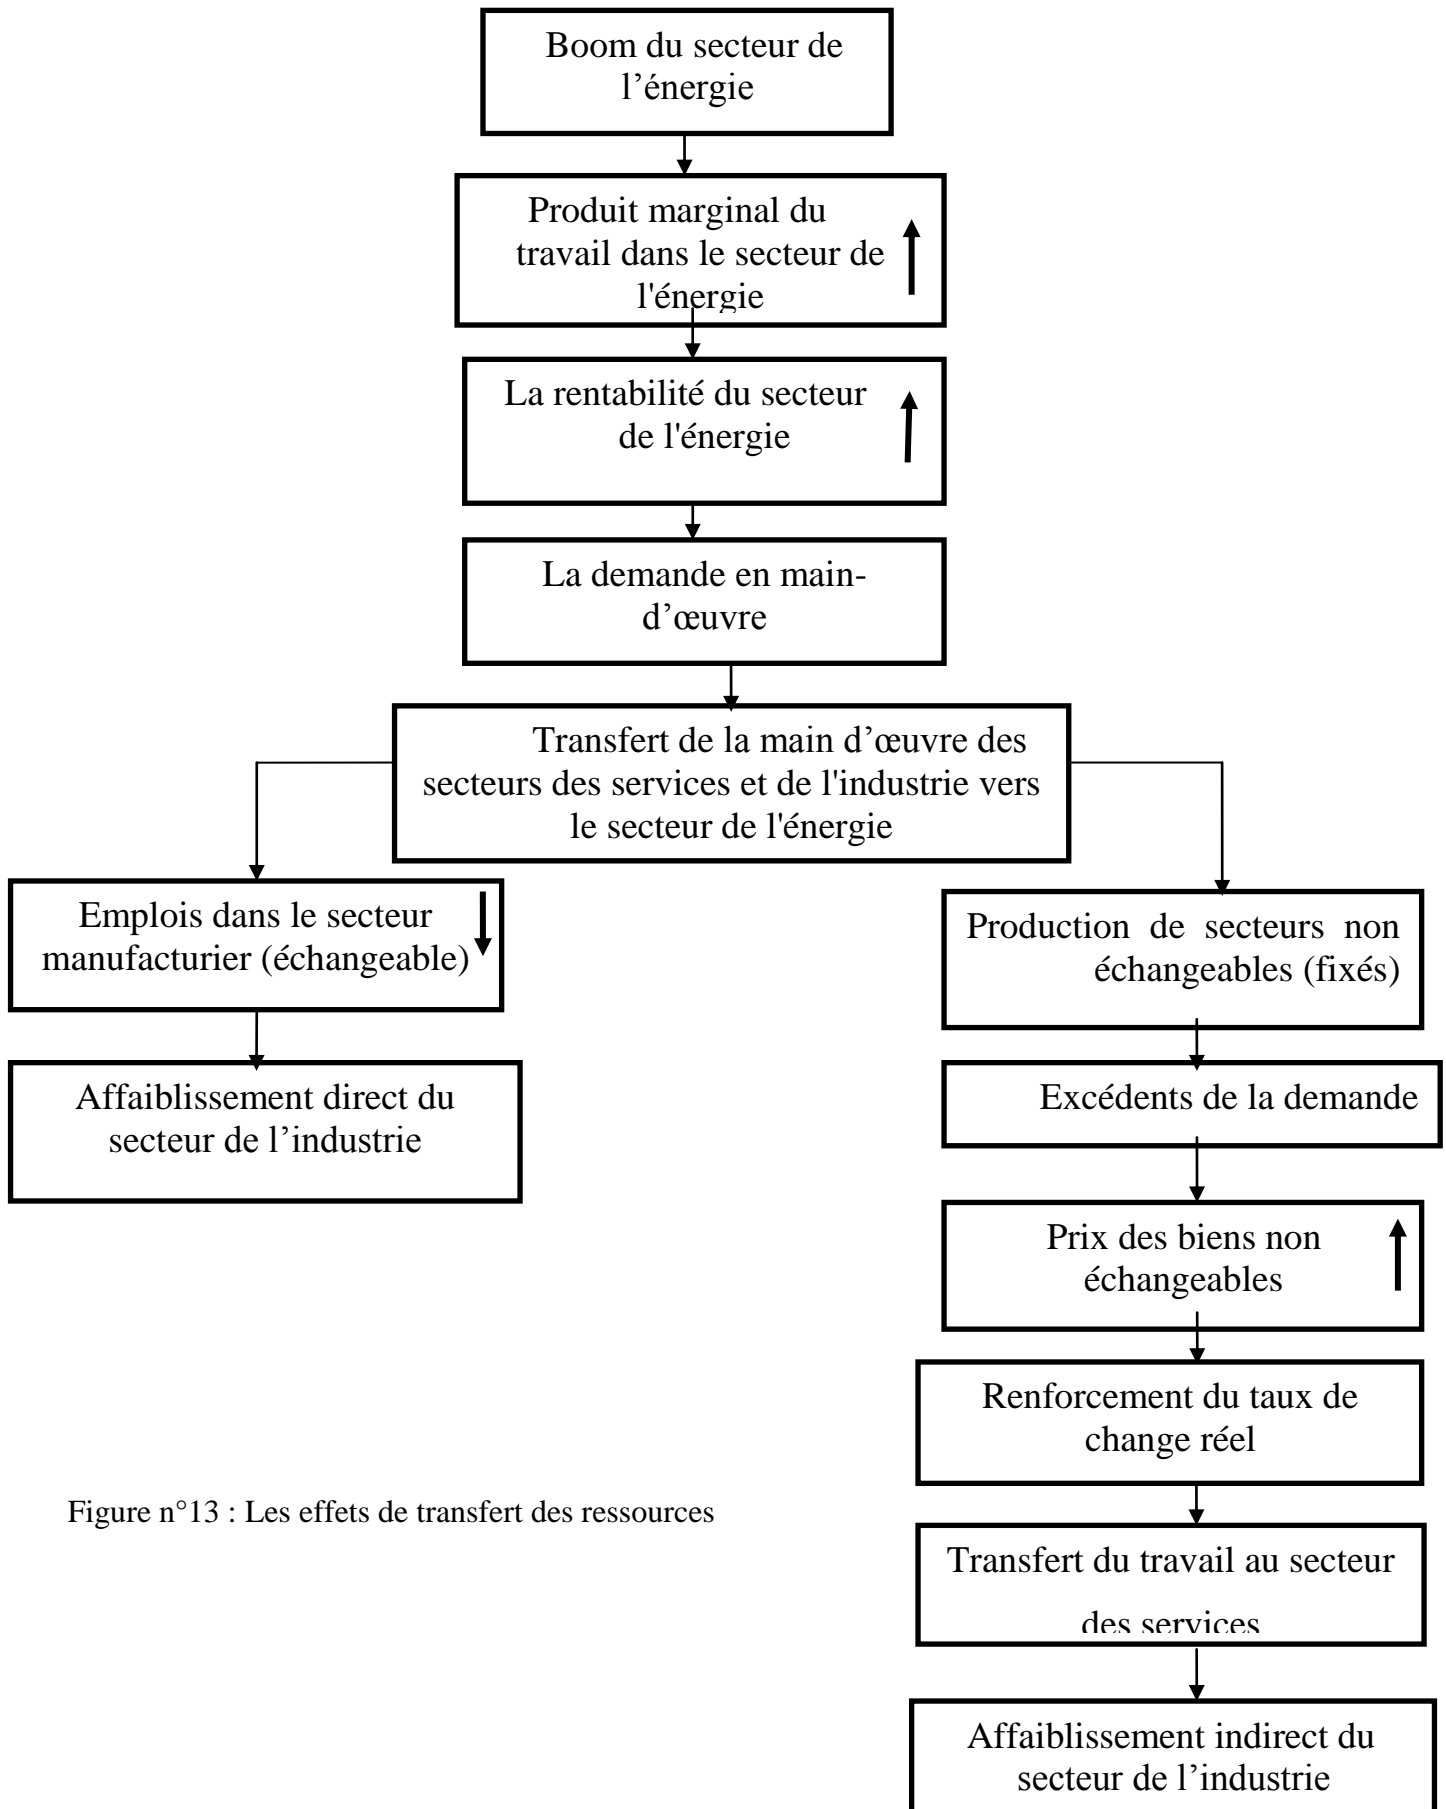 Boom du secteur de
l’énergie
Produit marginal du
travail dans le secteur de
l'énergie
La rentabilité du secteur
de l'énergie
La demande en main-
d’œuvre
Transfert de la main d’œuvre des
secteurs des services et de l'industrie vers
le secteur de l'énergie
Emplois dans le secteur
manufacturier (échangeable)
Affaiblissement direct du
secteur de l’industrie
Production de secteurs non
échangeables (fixés)
Excédents de la demande
Prix des biens non
échangeables
Renforcement du taux de
change réel
Transfert du travail au secteur
des services
Affaiblissement indirect du
secteur de l’industrie
Figure n°13 : Les effets de transfert des ressources